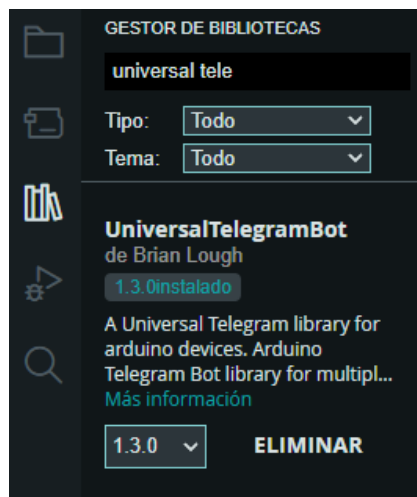 GESTOR DE BIBLIOTECAS
universal tele
Tipo: Todo
Tema: Todo
UniversalTelegramBot
de Brian Lough
1.3.0instalado
A Universal Telegram library for
arduino devices. Arduino
Telegram Bot library for multipl...
Más información
1.3.0 ELIMINAR